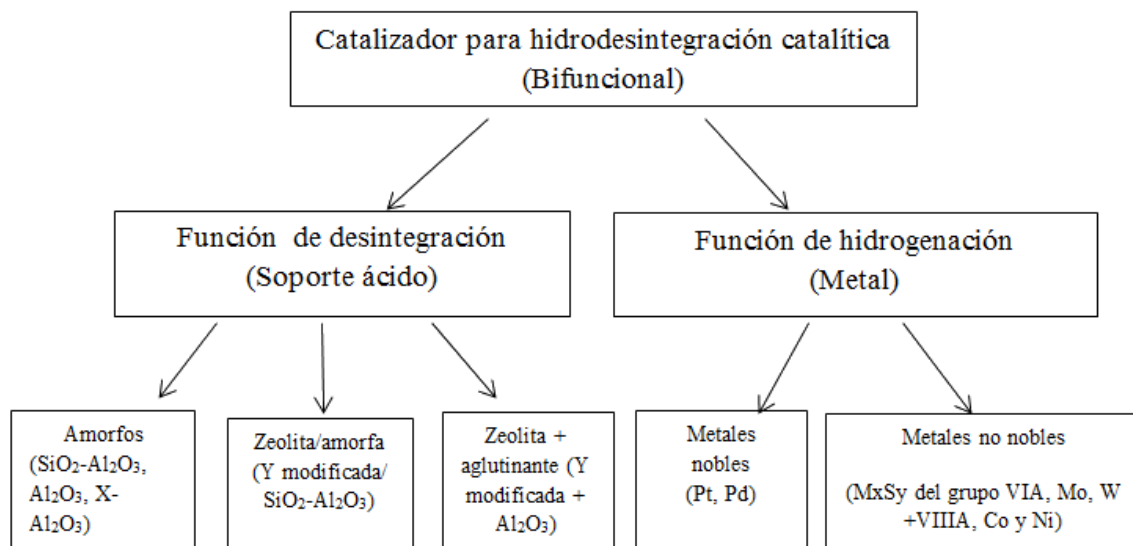 Catalizador para hidrodesintegración catalítica
(Bifuncional)
Función de desintegración
(Soporte ácido)
Función de hidrogenación
(Metal)
Amorfos
(SiO₂-Al₂O₃,
Al₂O₃, X-
Al₂O₃)
Zeolita/amorfa
(Y modificada/
SiO₂-Al₂O₃)
Zeolita +
aglutinante (Y
modificada +
Al₂O₃)
Metales
nobles
(Pt, Pd)
Metales no nobles
(MxSy del grupo VIA, Mo, W
+VIIIA, Co y Ni)